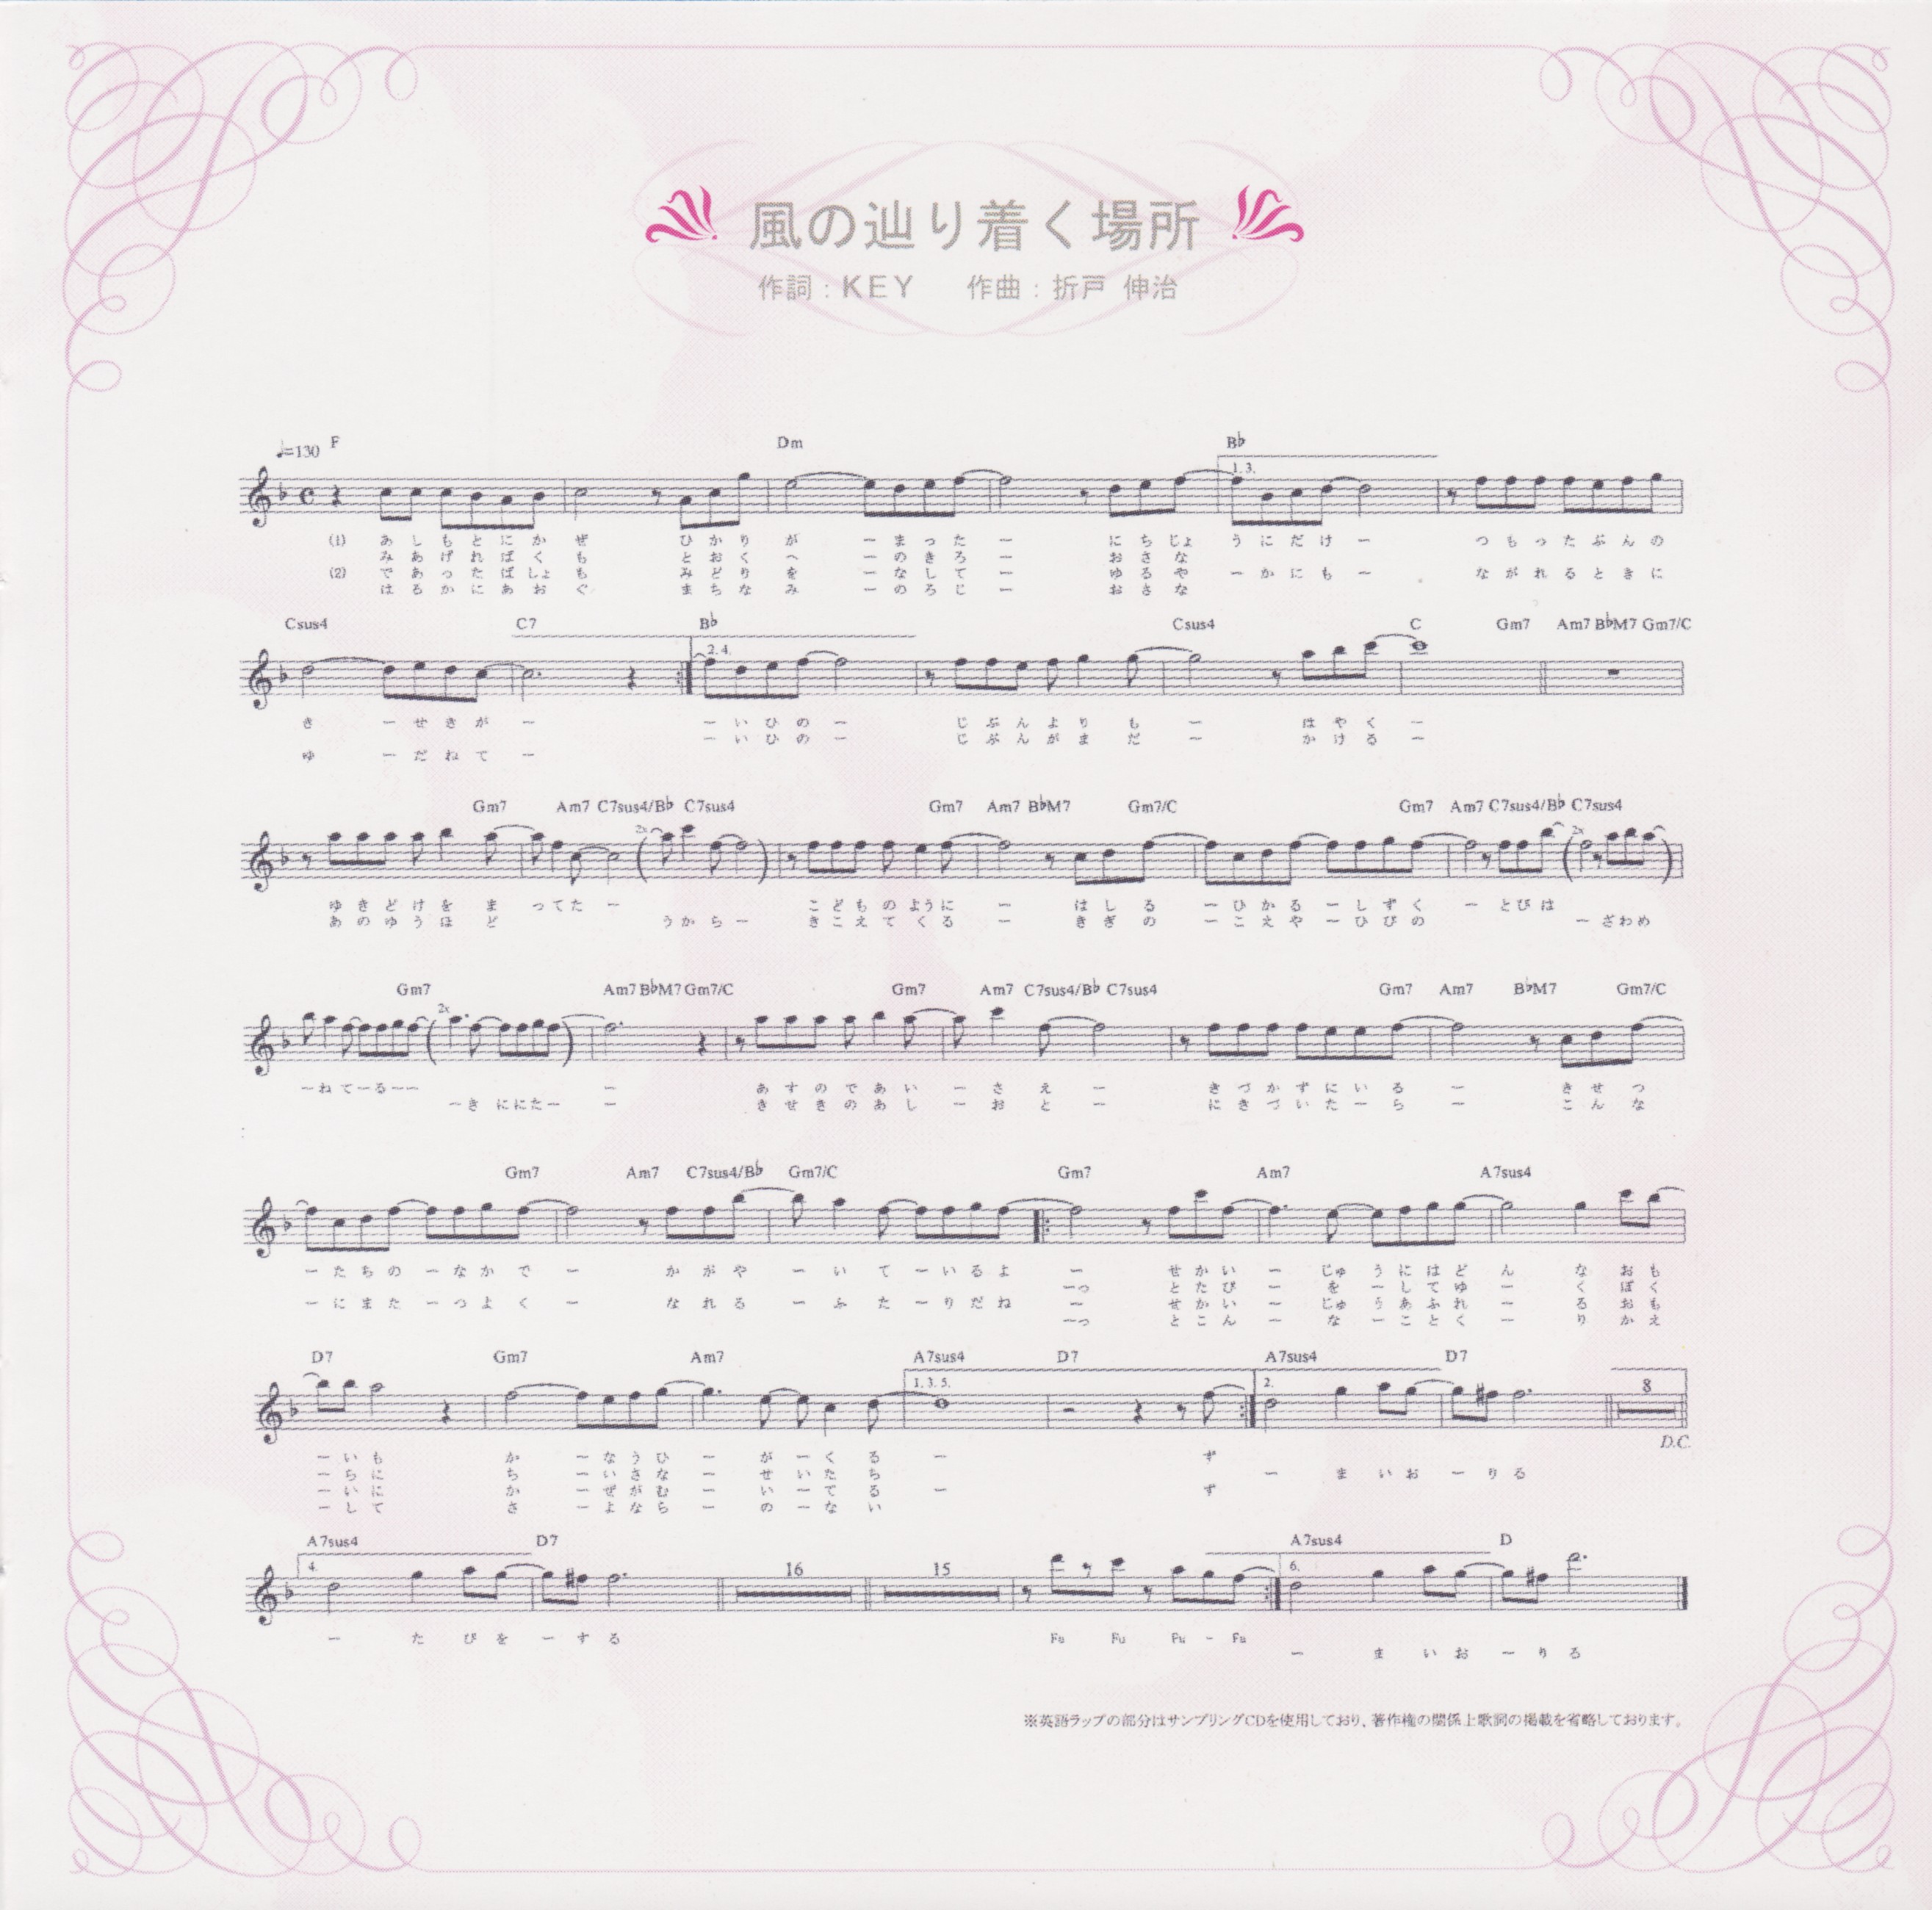 風の辿り着く場所
作詞：KEY 作曲：折戸 伸治
♩=130 F Dm B♭
1. 3.
(1) あ し も と に か ぜ ひ か り が ー ま っ た ー に ち じょ う に だ け ー つ も っ た ぶ ん の
み あ げ れ ば く も と お く へ ー の き ろ ー お さ な
(2) で あ っ た ば しょ も み ど り を ー な し て ー ゆ る や ー か に も ー な が れ る と き に
は る か に あ お ぐ ま ち な み ー の ろ じ ー お さ な
Csus4 C7 B♭ Csus4 C Gm7 Am7 B♭M7 Gm7/C
2. 4.
き ー せ き が ー ー い ひ の ー じ ぶ ん よ り も ー は や く ー
ー い ひ の ー じ ぶ ん が ま だ ー か け る ー
ゆ ー だ ね て ー
Gm7 Am7 C7sus4/B♭ C7sus4 Gm7 Am7 B♭M7 Gm7/C Gm7 Am7 C7sus4/B♭ C7sus4
2x 2x
ゆ き ど け を ま っ て た ー こ ど も の よ う に ー は し る ー ひ か る ー し ず く ー と び は
あ の ゆ う ほ ど う か ら ー き こ え て く る ー き ぎ の ー こ え や ー ひ び の ー ざ わ め
Gm7 Am7 B♭M7 Gm7/C Gm7 Am7 C7sus4/B♭ C7sus4 Gm7 Am7 B♭M7 Gm7/C
2x
ー ね て ー る ー ー ー あ す の で あ い ー さ え ー き づ か ず に い る ー き せ つ
ー き に に た ー ー き せ き の あ し ー お と ー に き づ い た ー ら ー こ ん な
Gm7 Am7 C7sus4/B♭ Gm7/C Gm7 Am7 A7sus4
ー た ち の ー な か で ー か が や ー い て ー い る よ ー せ か い ー じゅ う に は ど ん な お も
ー っ と た び ー を ー し て ゆ ー く ぼ く
ー に ま た ー つ よ く ー な れ る ー ふ た ー り だ ね ー せ か い ー じゅ う あ ふ れ ー る お も
ー っ と こ ん ー な ー こ と く ー り か え
D7 Gm7 Am7 A7sus4 D7 A7sus4 D7
1. 3. 5. 2. 8
D.C.
ー い も か ー な う ひ ー が ー く る ー ず
ー ち に ち ー い さ な ー せ い た ち ー ま い お ー り る
ー い に か ー ぜ が む ー い ー て る ー ず
ー し て さ ー よ な ら ー の ー な い
A7sus4 D7 A7sus4 D
4. 16 15 6.
ー た び を ー す る Fu Fu Fu - Fu
ー ま い お ー り る
※英語ラップの部分はサンプリングCDを使用しており、著作権の関係上歌詞の掲載を省略しております。